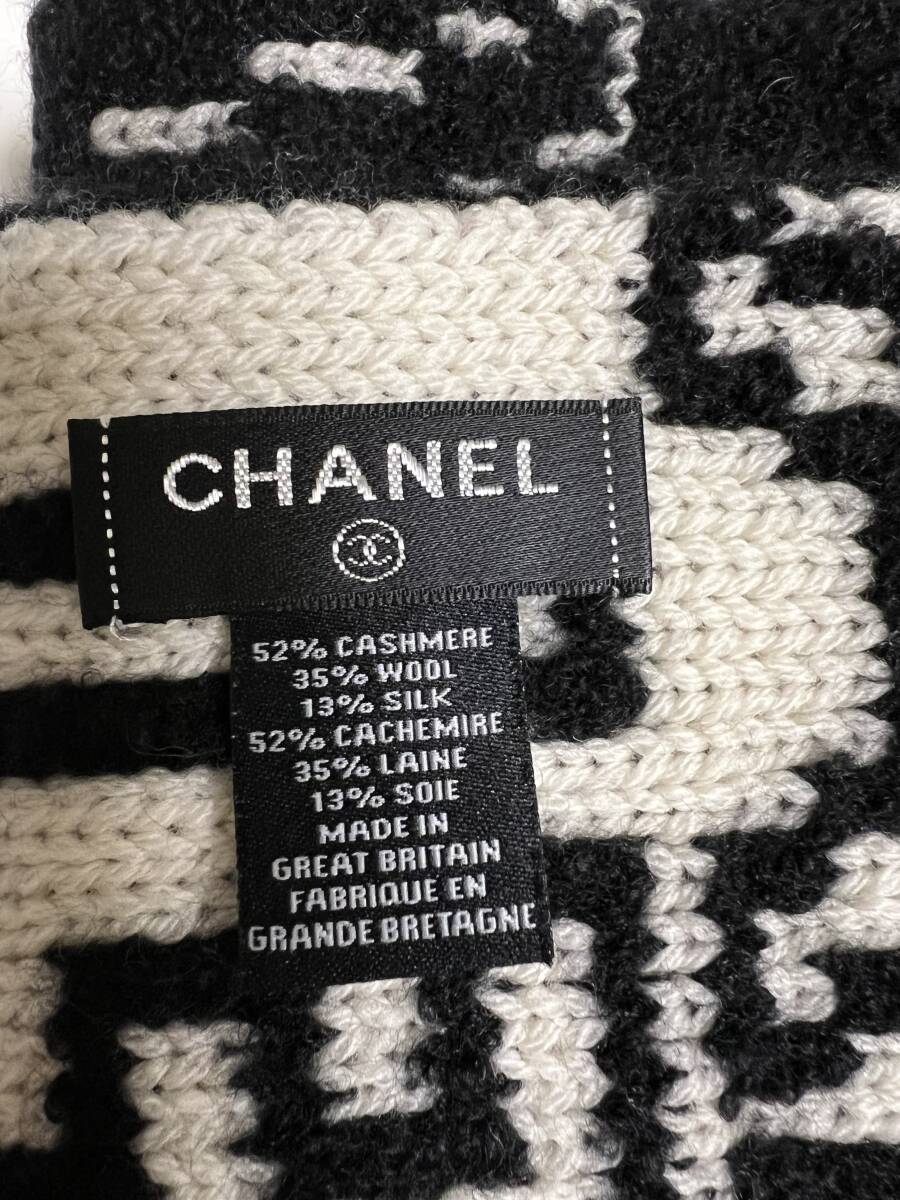 CHANEL
52% CASHMERE
35% WOOL
13% SILK
52% CACHEMIRE
35% LAINE
13% SOIE
MADE IN
GREAT BRITAIN
FABRIQUE EN
GRANDE BRETAGNE